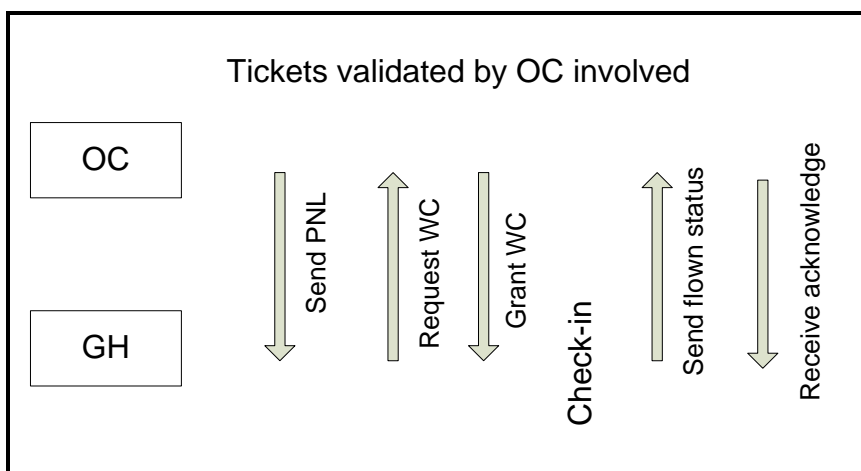 Tickets validated by OC involved
OC
GH
Send PNL
Request WC
Grant WC
Check-in
Send flown status
Receive acknowledge